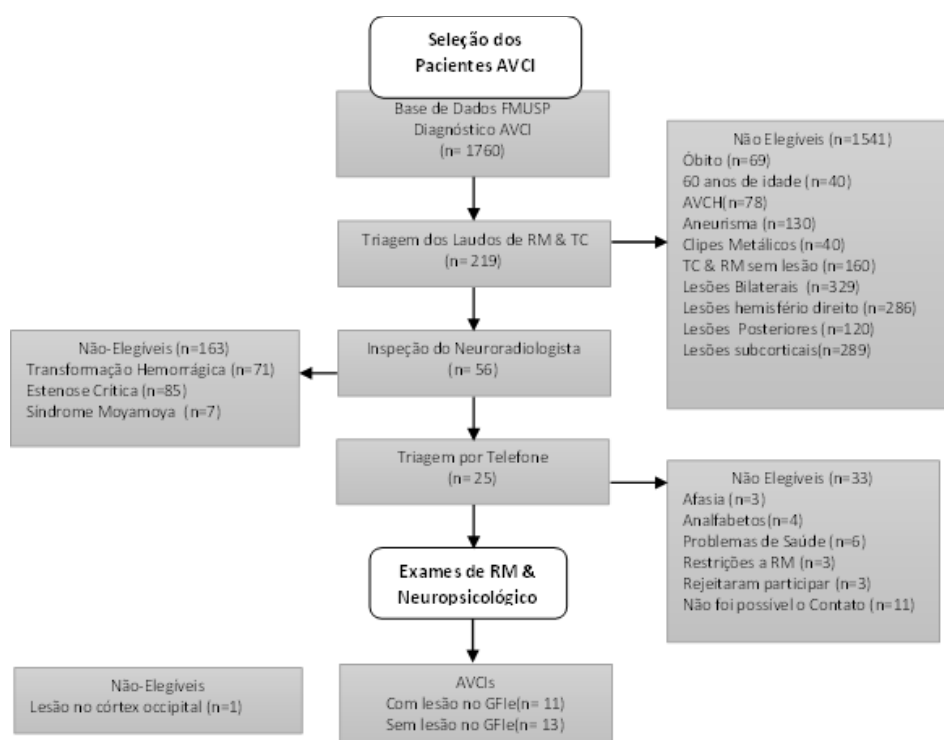 Seleção dos
Pacientes AVCI
Base de Dados FMUSP
Diagnóstico AVCI
(n= 1760)
Não Elegíveis (n=1541)
Óbito (n=69)
60 anos de idade (n=40)
AVCH(n=78)
Aneurisma (n=130)
Clipes Metálicos (n=40)
TC & RM sem lesão (n=160)
Lesões Bilaterais (n=329)
Lesões hemisfério direito (n=286)
Lesões Posteriores (n=120)
Lesões subcorticais(n=289)
Triagem dos Laudos de RM & TC
(n= 219)
Não-Elegíveis (n=163)
Transformação Hemorrágica (n=71)
Estenose Crítica (n=85)
Síndrome Moyamoya (n=7)
Inspeção do Neuroradiologista
(n= 56)
Triagem por Telefone
(n= 25)
Não Elegíveis (n=33)
Afasia (n=3)
Analfabetos(n=4)
Problemas de Saúde (n=6)
Restrições a RM (n=3)
Rejeitaram participar (n=3)
Não foi possível o Contato (n=11)
Exames de RM &
Neuropsicológico
Não-Elegíveis
Lesão no córtex occipital (n=1)
AVCIs
Com lesão no GFIe(n= 11)
Sem lesão no GFIe(n= 13)